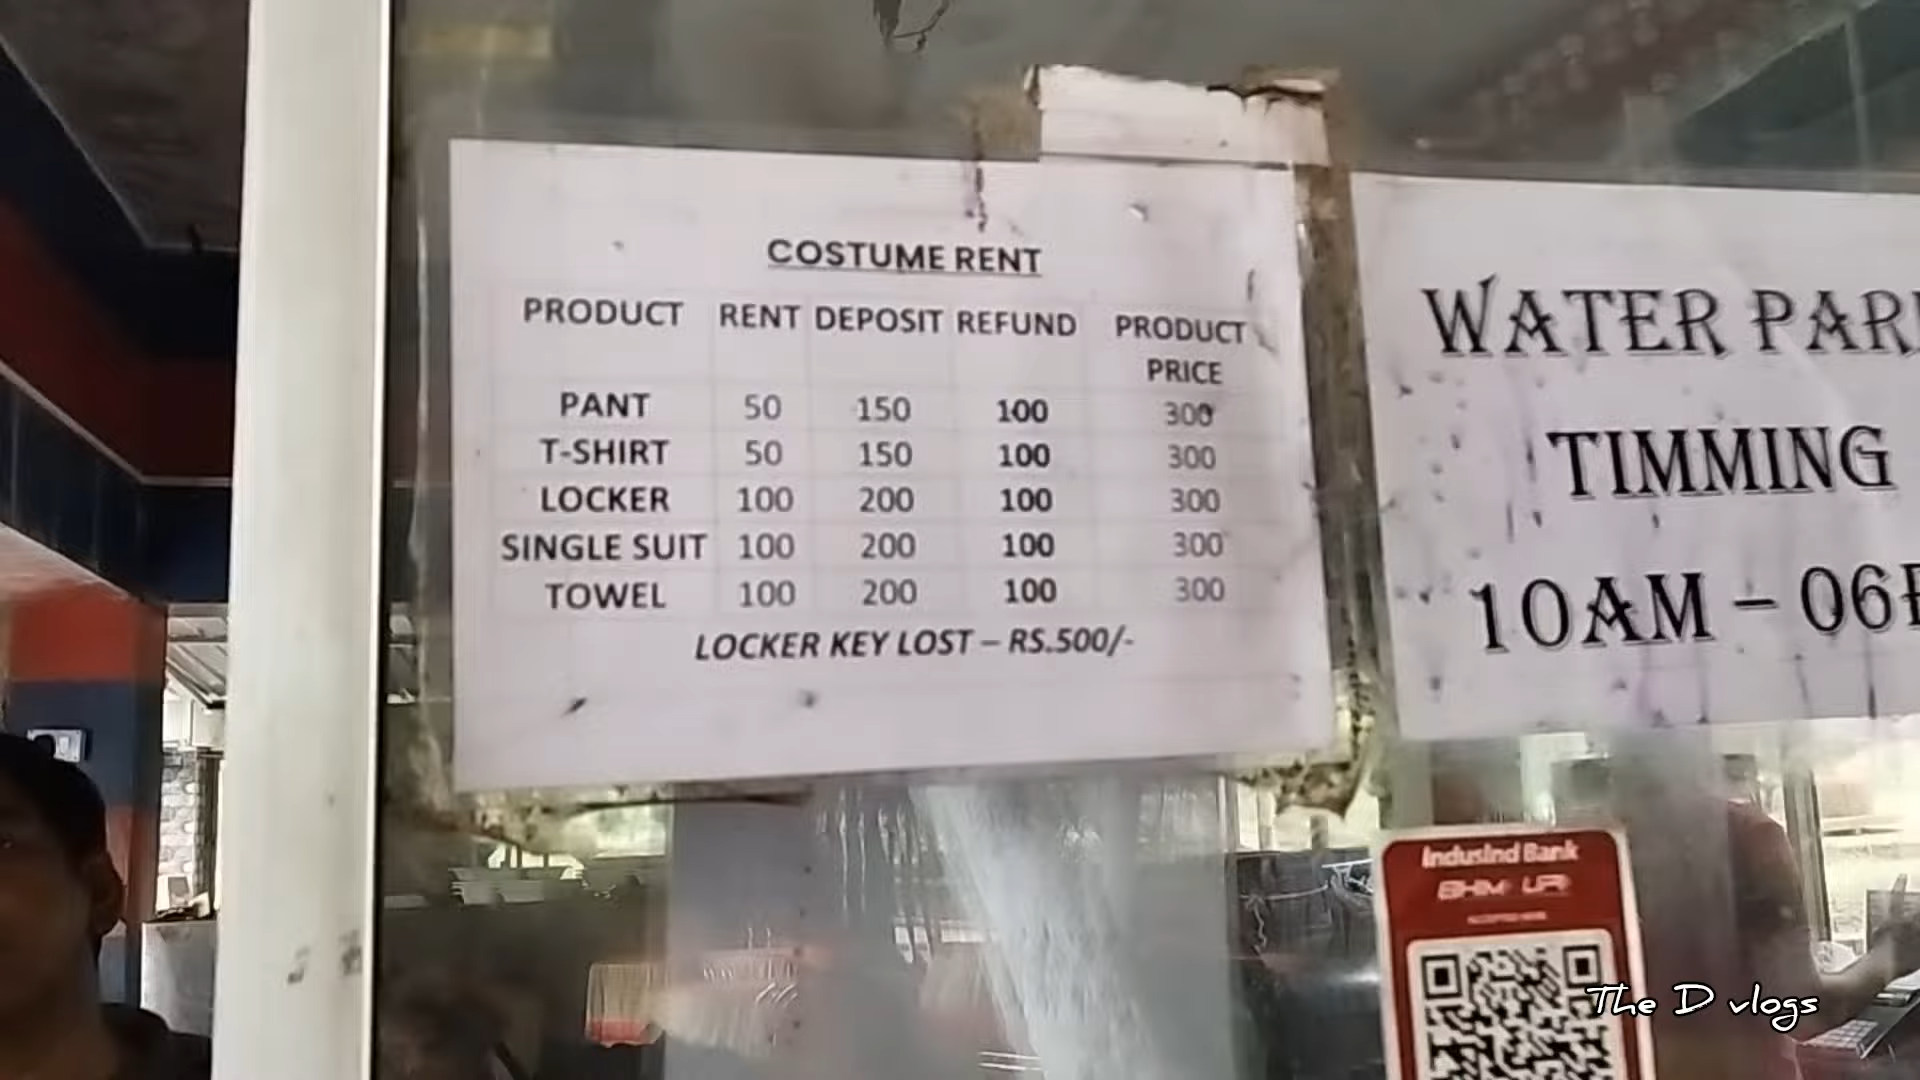 COSTUME RENT
PRODUCT RENT DEPOSIT REFUND PRODUCT PRICE
PANT 50 150 100 300
T-SHIRT 50 150 100 300
LOCKER 100 200 100 300
SINGLE SUIT 100 200 100 300
TOWEL 100 200 100 300
LOCKER KEY LOST – RS.500/-
WATER PAR
TIMMING
10AM – 06
IndusInd Bank
BHIM UPI
ACCEPTED HERE
The D vlogs